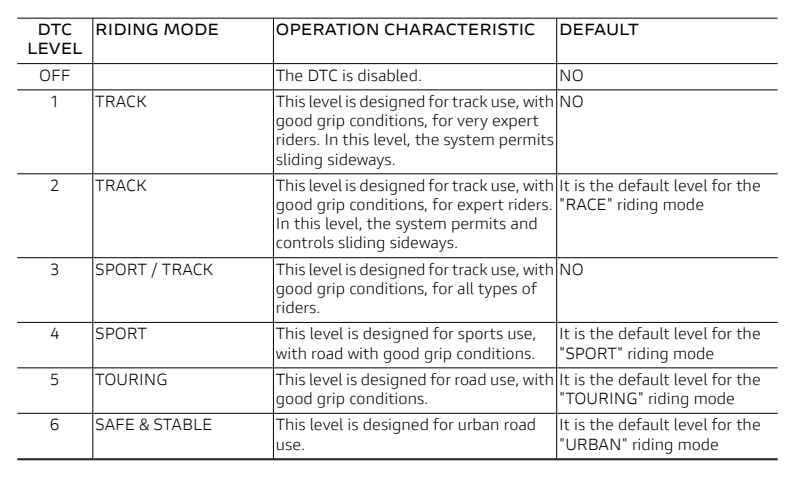 DTC LEVEL RIDING MODE OPERATION CHARACTERISTIC DEFAULT
OFF The DTC is disabled. NO
1 TRACK This level is designed for track use, with NO
good grip conditions, for very expert
riders. In this level, the system permits
sliding sideways.
2 TRACK This level is designed for track use, with It is the default level for the
good grip conditions, for expert riders. "RACE" riding mode
In this level, the system permits and
controls sliding sideways.
3 SPORT / TRACK This level is designed for track use, with NO
good grip conditions, for all types of
riders.
4 SPORT This level is designed for sports use, It is the default level for the
with road with good grip conditions. "SPORT" riding mode
5 TOURING This level is designed for road use, with It is the default level for the
good grip conditions. "TOURING" riding mode
6 SAFE & STABLE This level is designed for urban road It is the default level for the
use. "URBAN" riding mode